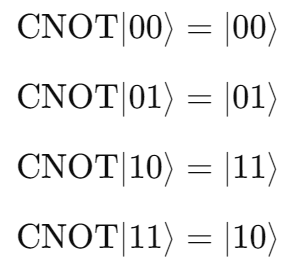 CNOT|00⟩ = |00⟩
CNOT|01⟩ = |01⟩
CNOT|10⟩ = |11⟩
CNOT|11⟩ = |10⟩